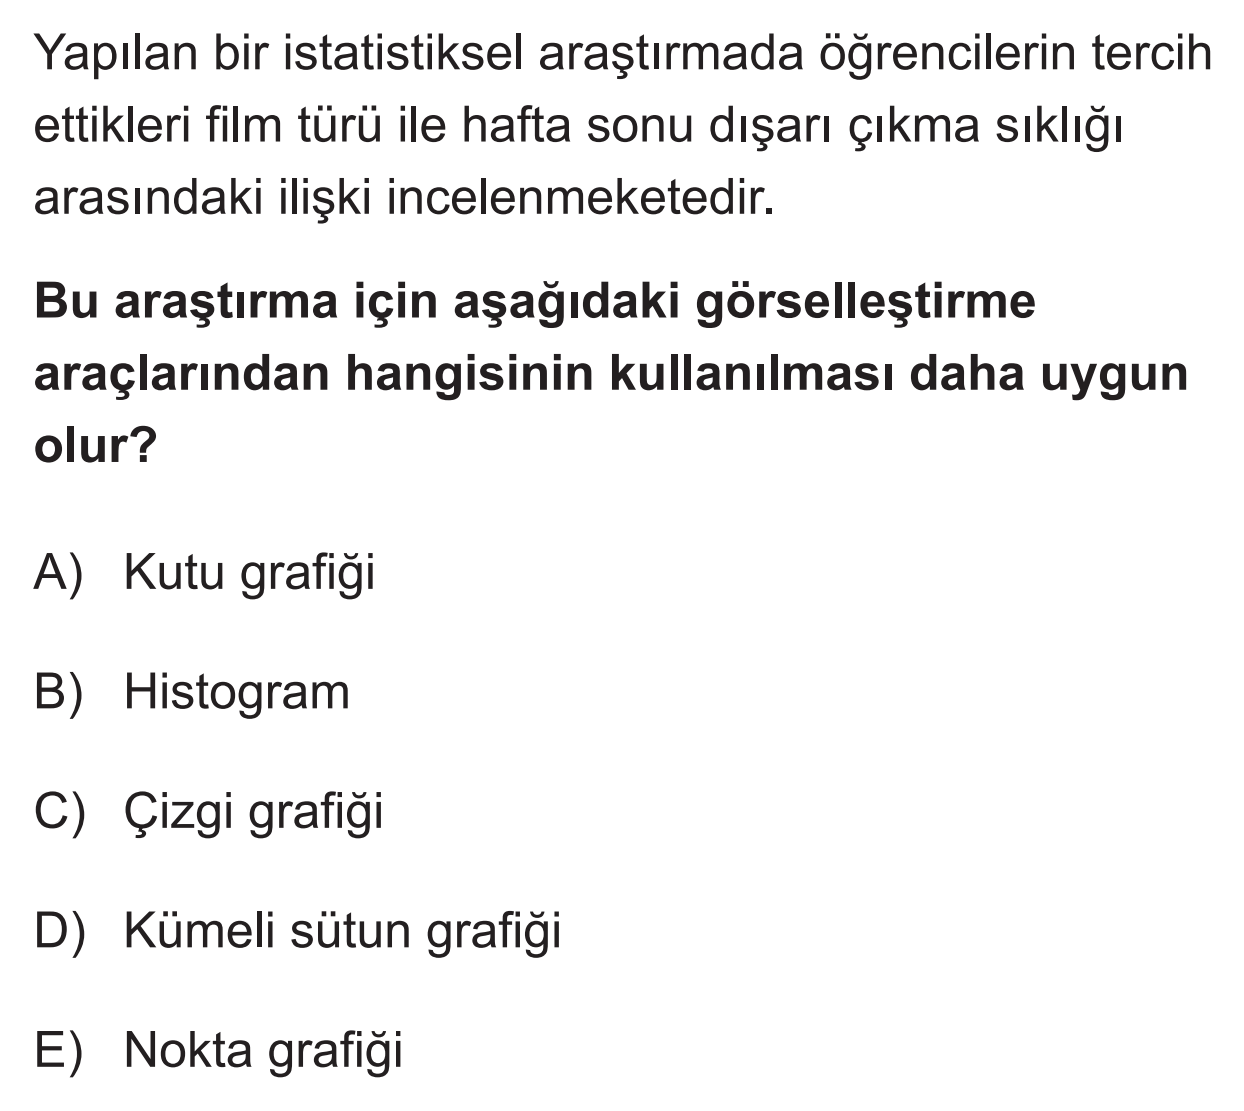 Yapılan bir istatistiksel araştırmada öğrencilerin tercih
ettikleri film türü ile hafta sonu dışarı çıkma sıklığı
arasındaki ilişki incelenmeketedir.
Bu araştırma için aşağıdaki görselleştirme
araçlarından hangisinin kullanılması daha uygun
olur?
A) Kutu grafiği
B) Histogram
C) Çizgi grafiği
D) Kümeli sütun grafiği
E) Nokta grafiği